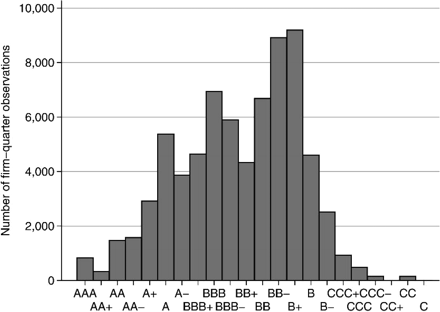 Number of firm–quarter observations
10,000
8,000
6,000
4,000
2,000
0
AAA AA A+ A– BBB BB+ BB– B CCC+ CCC– CC
AA+ AA– A BBB+ BBB– BB B+ B– CCC CC+ C